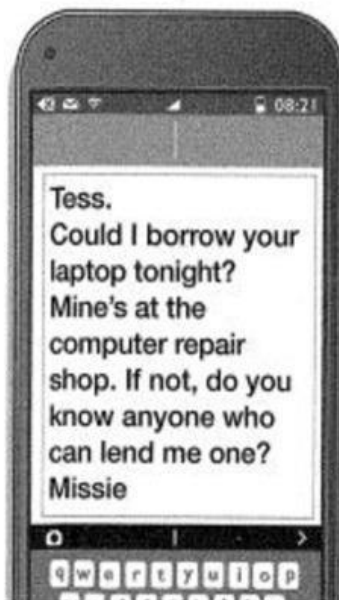 08:21
Tess.
Could I borrow your
laptop tonight?
Mine's at the
computer repair
shop. If not, do you
know anyone who
can lend me one?
Missie
q w e r t y u i o p